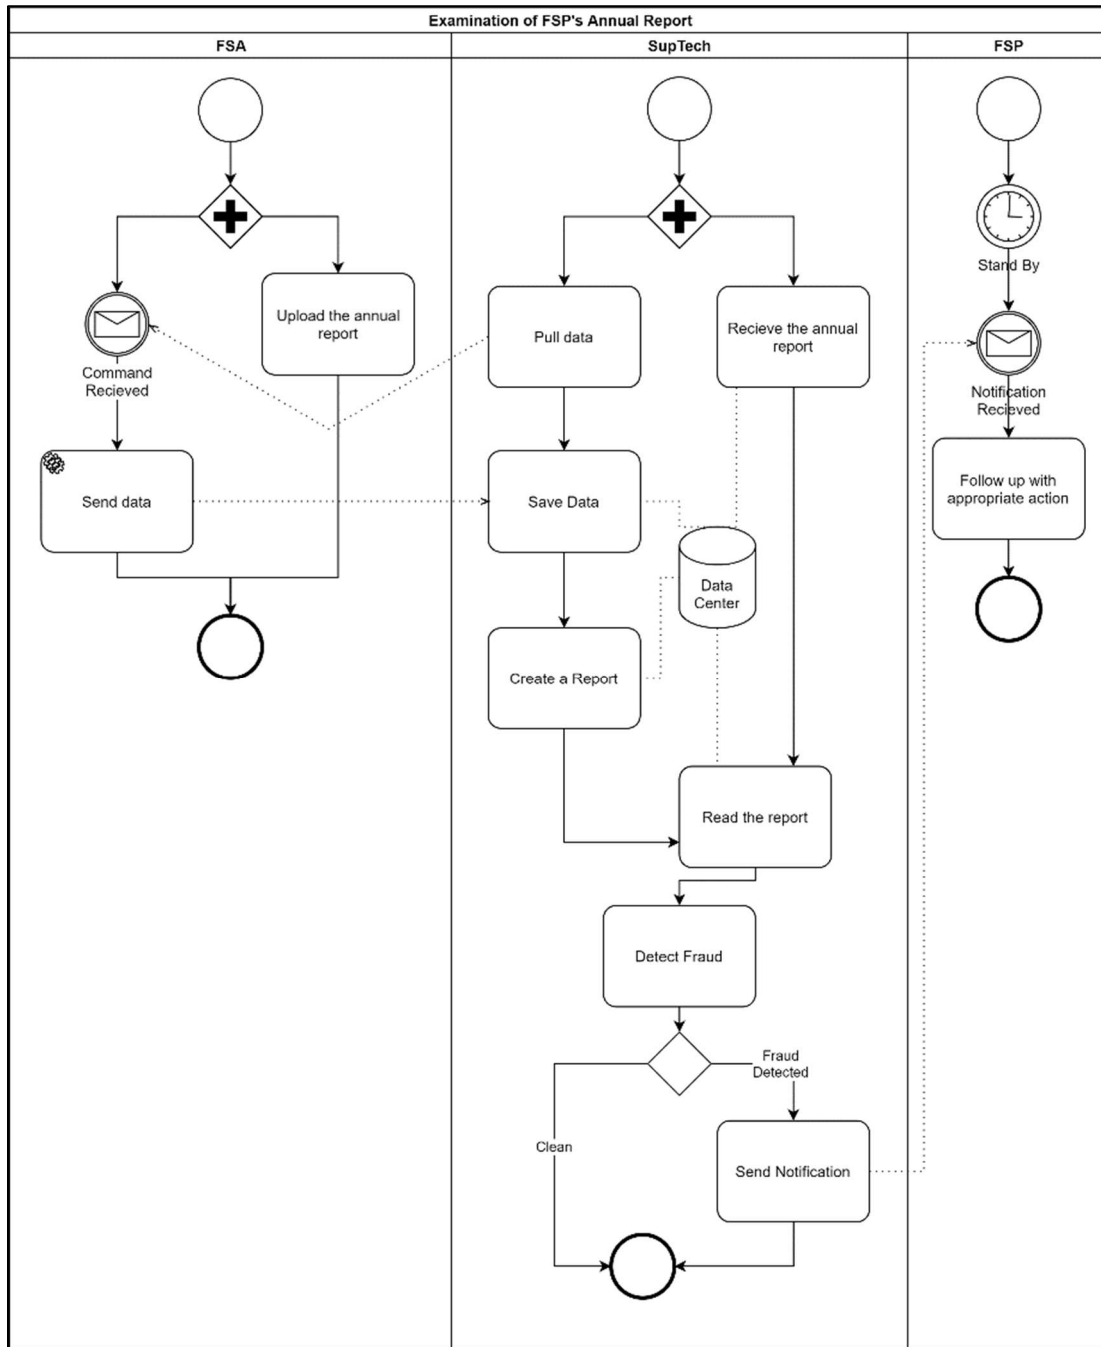 Examination of FSP's Annual Report
FSA
SupTech
FSP
Command
Recieved
Upload the annual
report
Send data
Pull data
Recieve the annual
report
Save Data
Data
Center
Create a Report
Read the report
Detect Fraud
Fraud
Detected
Clean
Send Notification
Stand By
Notification
Recieved
Follow up with
appropriate action